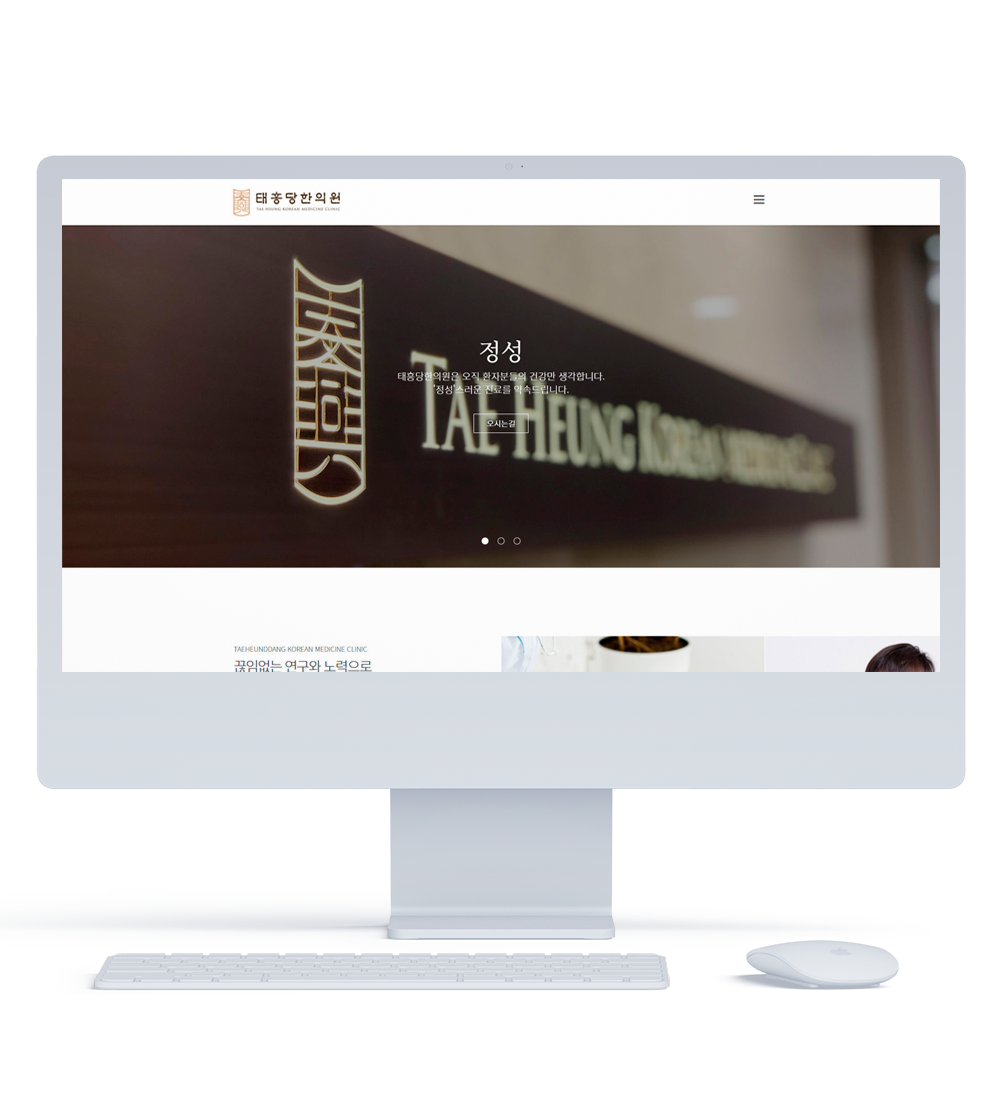 태흥당한의원
TAE HEUNG KOREAN MEDICINE CLINIC
TAE HEUNG KOREAN MEDICINE CLINIC
정성
태흥당한의원은 오직 환자분들의 건강만 생각합니다.
'정성'스러운 진료를 약속드립니다.
오시는길
TAEHEUNDDANG KOREAN MEDICINE CLINIC
끊임없는 연구와 노력으로